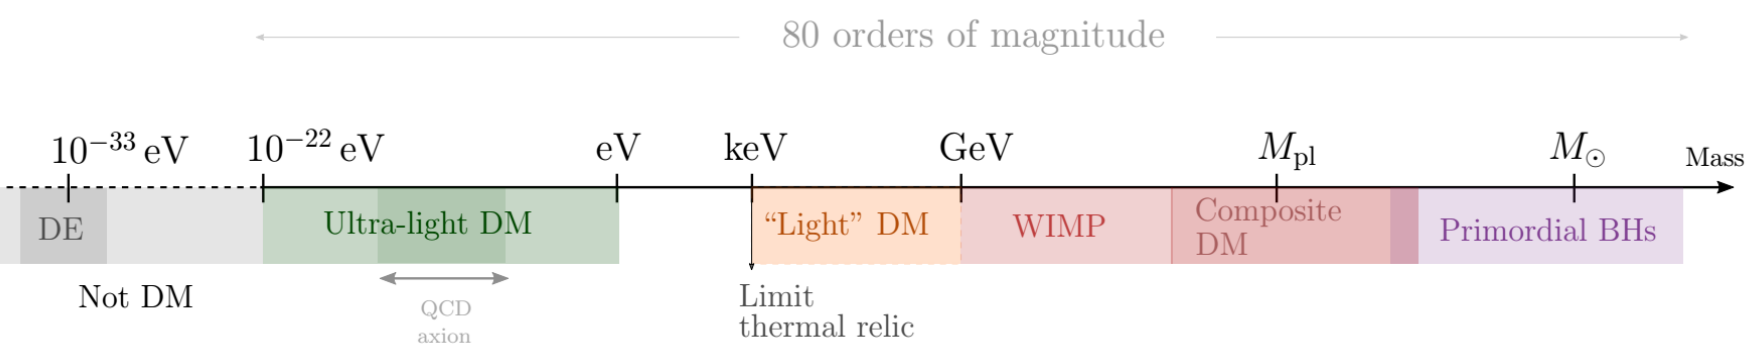 80 orders of magnitude
10⁻³³ eV 10⁻²² eV eV keV GeV M_pl M_☉ Mass
DE Ultra-light DM “Light” DM WIMP Composite DM Primordial BHs
Not DM
QCD
axion
Limit
thermal relic